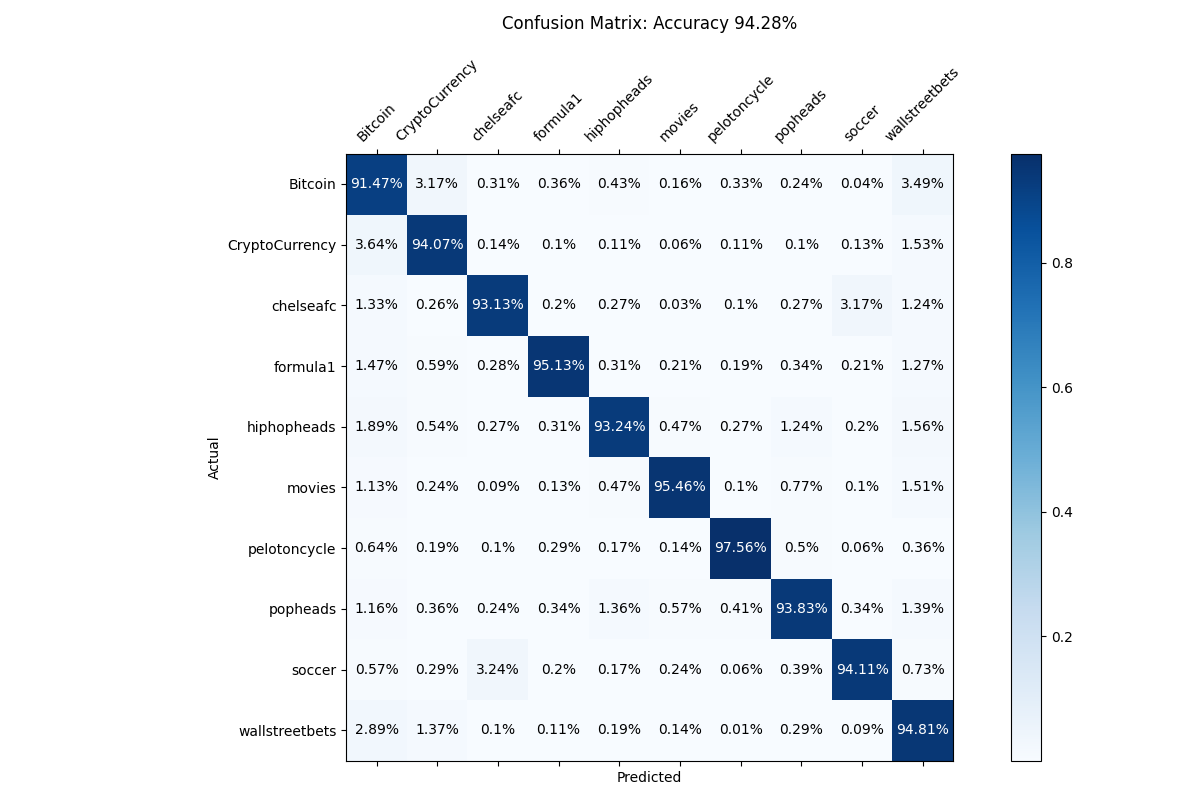 Confusion Matrix: Accuracy 94.28%
Bitcoin CryptoCurrency chelseafc formula1 hiphopheads movies pelotoncycle popheads soccer wallstreetbets
Bitcoin 91.47% 3.17% 0.31% 0.36% 0.43% 0.16% 0.33% 0.24% 0.04% 3.49%
CryptoCurrency 3.64% 94.07% 0.14% 0.1% 0.11% 0.06% 0.11% 0.1% 0.13% 1.53%
chelseafc 1.33% 0.26% 93.13% 0.2% 0.27% 0.03% 0.1% 0.27% 3.17% 1.24%
formula1 1.47% 0.59% 0.28% 95.13% 0.31% 0.21% 0.19% 0.34% 0.21% 1.27%
hiphopheads 1.89% 0.54% 0.27% 0.31% 93.24% 0.47% 0.27% 1.24% 0.2% 1.56%
movies 1.13% 0.24% 0.09% 0.13% 0.47% 95.46% 0.1% 0.77% 0.1% 1.51%
pelotoncycle 0.64% 0.19% 0.1% 0.29% 0.17% 0.14% 97.56% 0.5% 0.06% 0.36%
popheads 1.16% 0.36% 0.24% 0.34% 1.36% 0.57% 0.41% 93.83% 0.34% 1.39%
soccer 0.57% 0.29% 3.24% 0.2% 0.17% 0.24% 0.06% 0.39% 94.11% 0.73%
wallstreetbets 2.89% 1.37% 0.1% 0.11% 0.19% 0.14% 0.01% 0.29% 0.09% 94.81%
Actual
Predicted
0.8
0.6
0.4
0.2